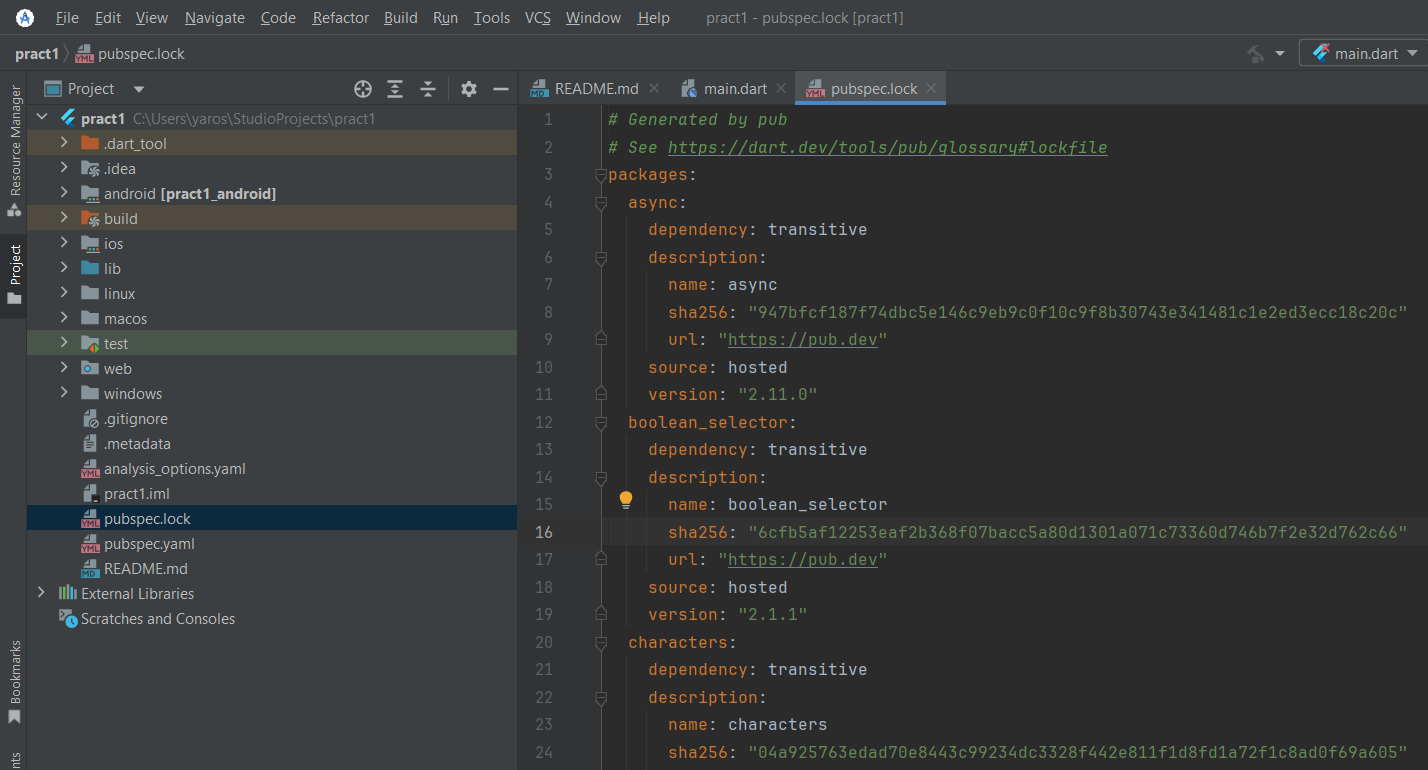 File Edit View Navigate Code Refactor Build Run Tools VCS Window Help pract1 - pubspec.lock [pract1]
pract1 pubspec.lock main.dart
Resource Manager
Project
Bookmarks
nts
Project
pract1 C:\Users\yaros\StudioProjects\pract1
.dart_tool
.idea
android [pract1_android]
build
ios
lib
linux
macos
test
web
windows
.gitignore
.metadata
analysis_options.yaml
pract1.iml
pubspec.lock
pubspec.yaml
README.md
External Libraries
Scratches and Consoles
README.md main.dart pubspec.lock
1 # Generated by pub
2 # See https://dart.dev/tools/pub/glossary#lockfile
3 packages:
4 async:
5 dependency: transitive
6 description:
7 name: async
8 sha256: "947bfcf187f74dbc5e146c9eb9c0f10c9f8b30743e341481c1e2ed3ecc18c20c"
9 url: "https://pub.dev"
10 source: hosted
11 version: "2.11.0"
12 boolean_selector:
13 dependency: transitive
14 description:
15 name: boolean_selector
16 sha256: "6cfb5af12253eaf2b368f07bacc5a80d1301a071c73360d746b7f2e32d762c66"
17 url: "https://pub.dev"
18 source: hosted
19 version: "2.1.1"
20 characters:
21 dependency: transitive
22 description:
23 name: characters
24 sha256: "04a925763edad70e8443c99234dc3328f442e811f1d8fd1a72f1c8ad0f69a605"